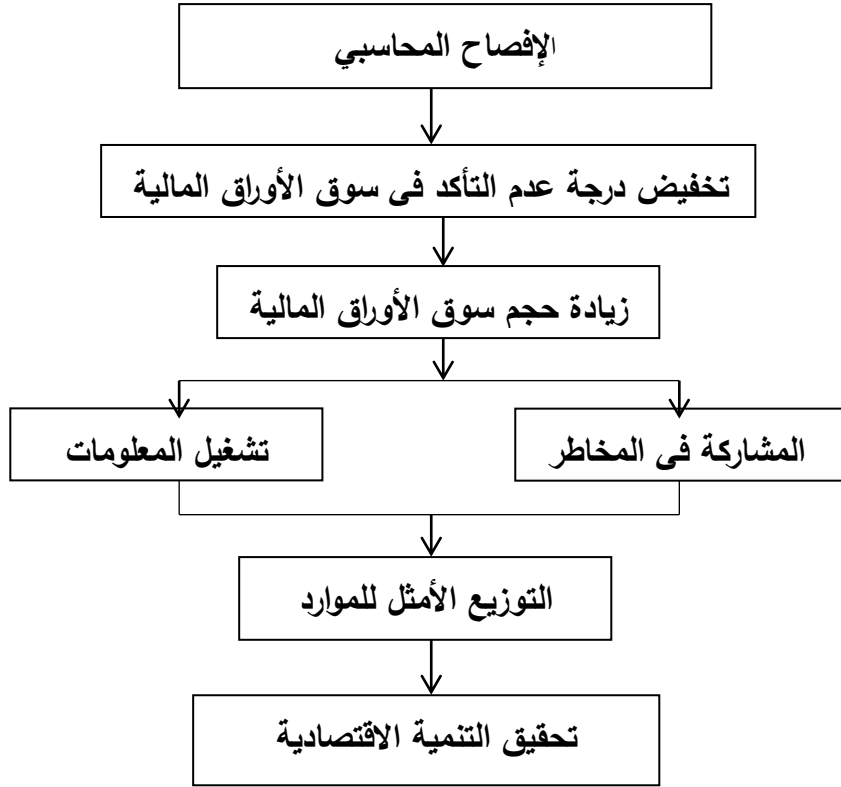 الإفصاح المحاسبي
تخفيض درجة عدم التأكد فى سوق الأوراق المالية
زيادة حجم سوق الأوراق المالية
المشاركة فى المخاطر
تشغيل المعلومات
التوزيع الأمثل للموارد
تحقيق التنمية الاقتصادية